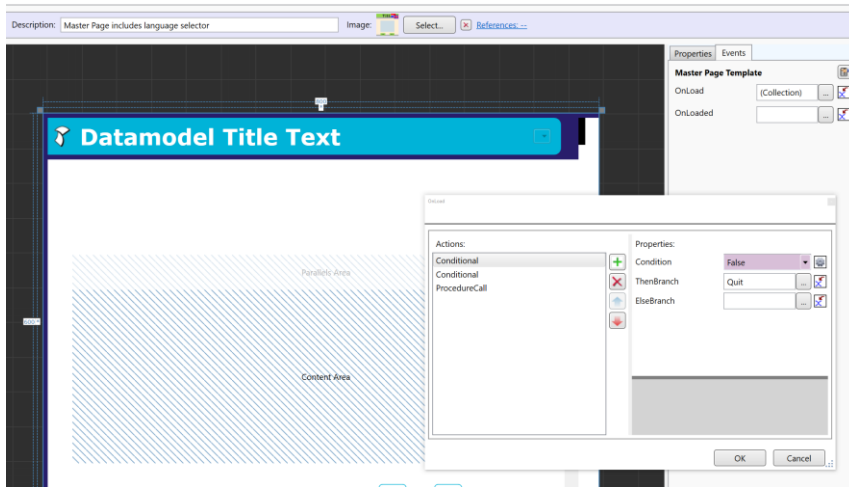 Description: Master Page includes language selector Image: Select... References: --
Properties Events
Master Page Template
OnLoad (Collection) ...
OnLoaded ...
Datamodel Title Text
OnLoad
Actions: Properties:
Conditional Condition False
Conditional ThenBranch Quit ...
ProcedureCall ElseBranch ...
Parallels Area
600 *
Content Area
OK Cancel